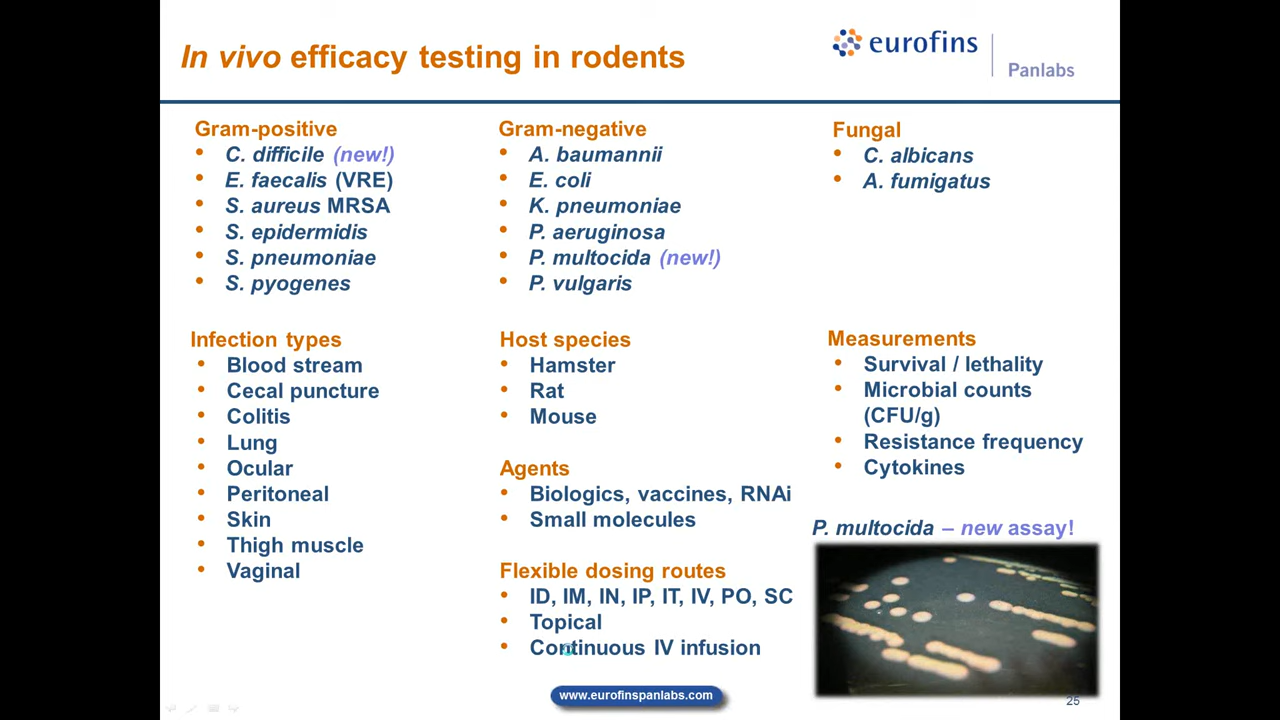 In vivo efficacy testing in rodents
eurofins
Panlabs
Gram-positive
• C. difficile (new!)
• E. faecalis (VRE)
• S. aureus MRSA
• S. epidermidis
• S. pneumoniae
• S. pyogenes
Gram-negative
• A. baumannii
• E. coli
• K. pneumoniae
• P. aeruginosa
• P. multocida (new!)
• P. vulgaris
Fungal
• C. albicans
• A. fumigatus
Infection types
• Blood stream
• Cecal puncture
• Colitis
• Lung
• Ocular
• Peritoneal
• Skin
• Thigh muscle
• Vaginal
Host species
• Hamster
• Rat
• Mouse
Agents
• Biologics, vaccines, RNAi
• Small molecules
Flexible dosing routes
• ID, IM, IN, IP, IT, IV, PO, SC
• Topical
• Continuous IV infusion
Measurements
• Survival / lethality
• Microbial counts
(CFU/g)
• Resistance frequency
• Cytokines
P. multocida – new assay!
www.eurofinspanlabs.com
25